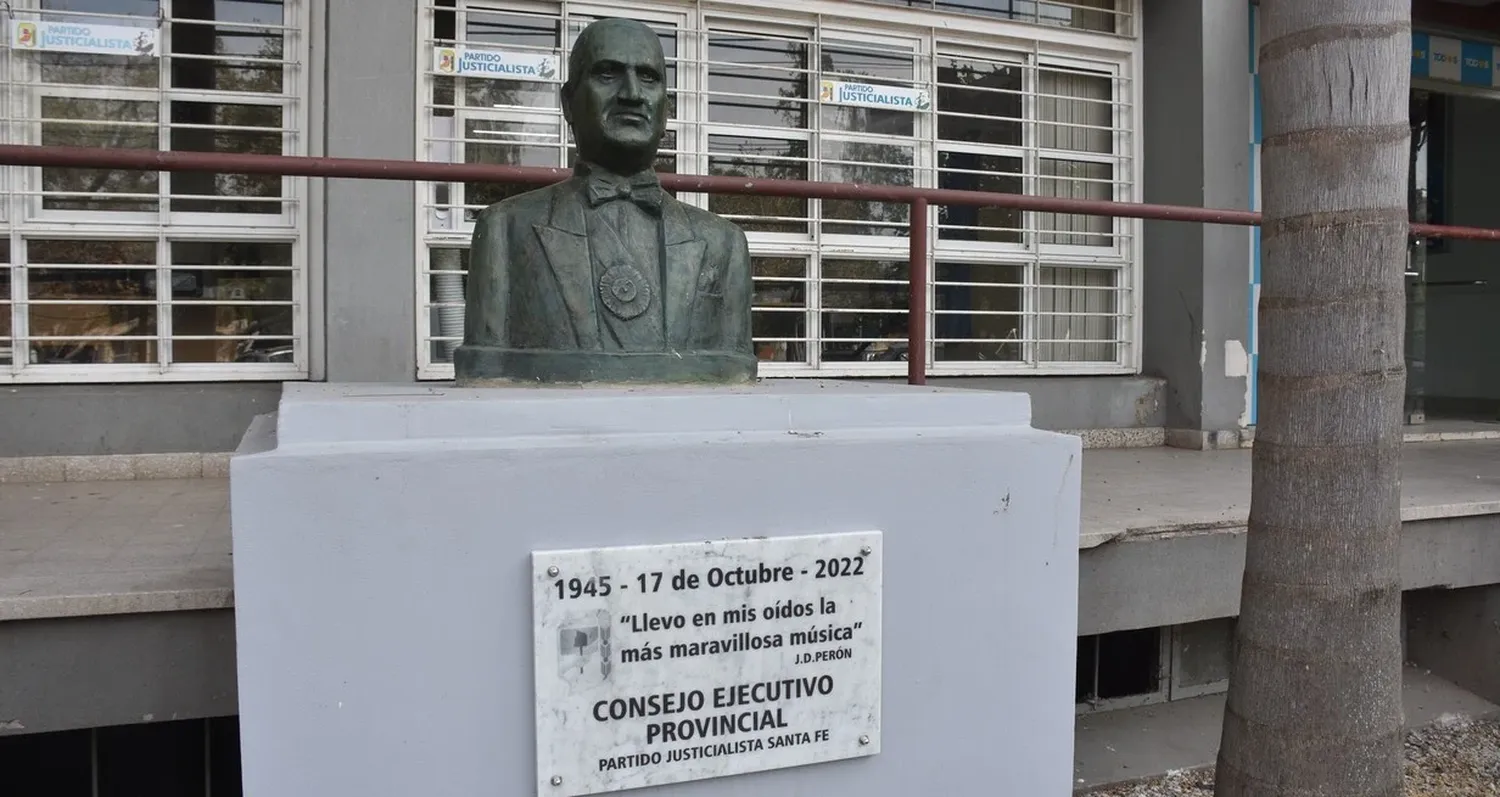 PARTIDO
JUSTICIALISTA
PARTIDO
JUSTICIALISTA
PARTIDO
JUSTICIALISTA
TODOS
1945 - 17 de Octubre - 2022
“Llevo en mis oídos la
más maravillosa música”
J.D.PERÓN
CONSEJO EJECUTIVO
PROVINCIAL
PARTIDO JUSTICIALISTA SANTA FE